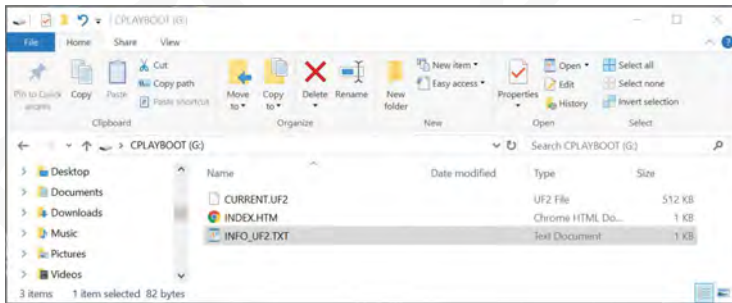 CPLAYBOOT (G:)
File Home Share View
Pin to Quick access
Copy
Paste
Cut
Copy path
Paste shortcut
Move to
Copy to
Delete
Rename
New folder
New item
Easy access
Properties
Open
Edit
History
Select all
Select none
Invert selection
Clipboard Organize New Open Select
CPLAYBOOT (G:) Search CPLAYBOOT (G:)
Desktop
Documents
Downloads
Music
Pictures
Videos
Name Date modified Type Size
CURRENT.UF2 UF2 File 512 KB
INDEX.HTM Chrome HTML Do... 1 KB
INFO_UF2.TXT Text Document 1 KB
3 items 1 item selected 82 bytes